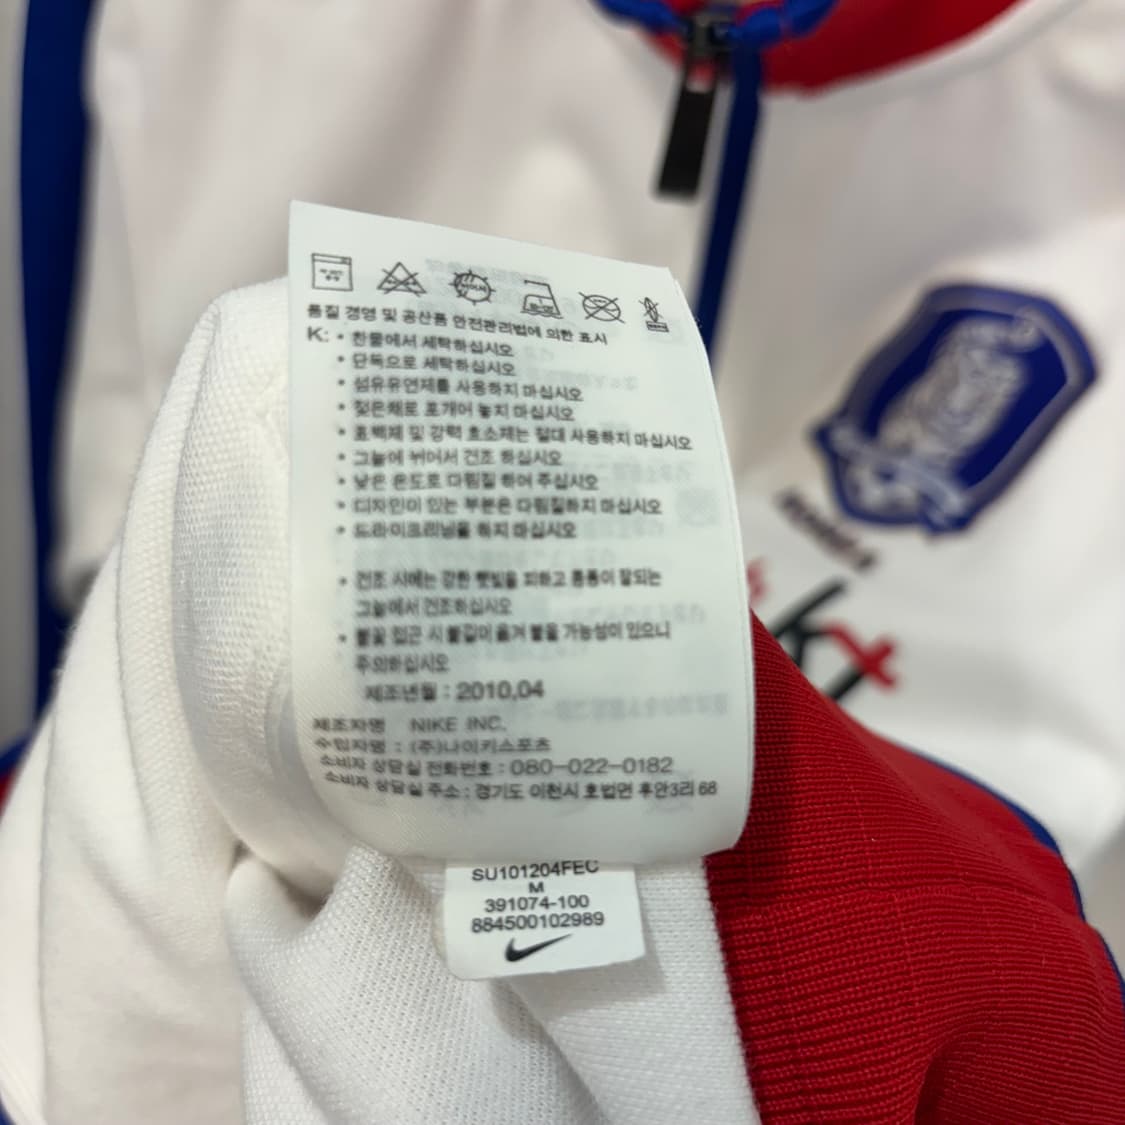 품질 경영 및 공산품 안전관리법에 의한 표시
K: • 찬물에서 세탁하십시오
• 단독으로 세탁하십시오
• 섬유유연제를 사용하지 마십시오
• 젖은채로 포개어 놓지 마십시오
• 표백제 및 강력 효소제는 절대 사용하지 마십시오
• 그늘에 뉘어서 건조 하십시오
• 낮은 온도로 다림질 하여 주십시오
• 디자인이 있는 부분은 다림질하지 마십시오
• 드라이크리닝을 하지 마십시오
• 건조 시에는 강한 햇빛을 피하고 통풍이 잘되는
그늘에서 건조하십시오
• 불꽃 접근 시 불길이 옮겨 붙을 가능성이 있으니
주의하십시오
제조년월 : 2010.04
제조자명 NIKE INC.
수입자명 : (주)나이키스포츠
소비자 상담실 전화번호 : 080-022-0182
소비자 상담실 주소 : 경기도 이천시 호법면 후안3리 68
SU101204FEC
M
391074-100
884500102989